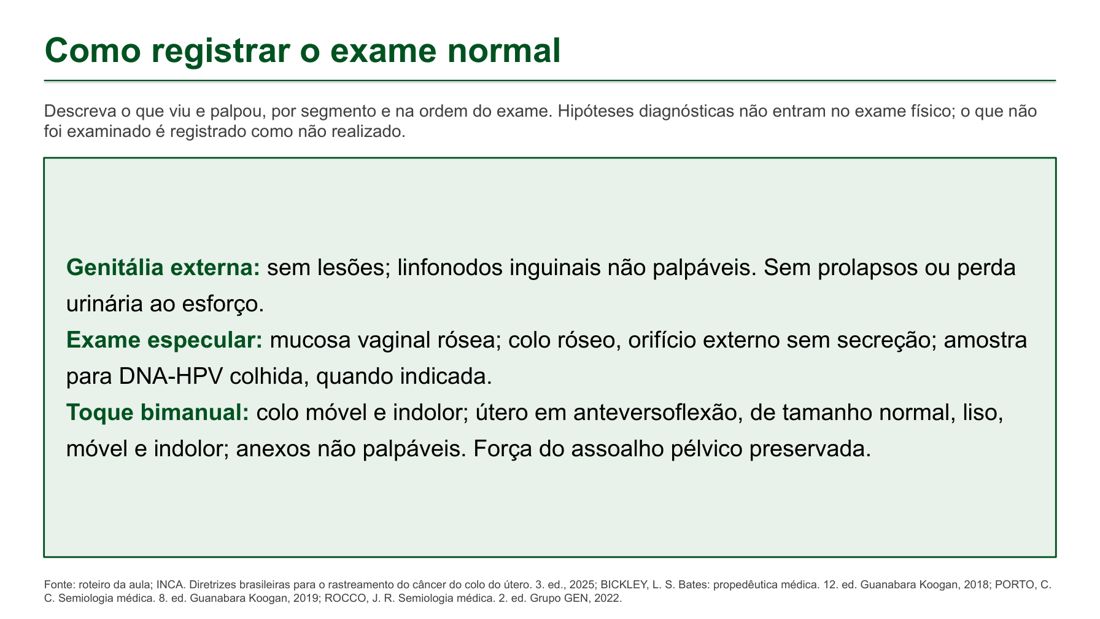 Como registrar o exame normal
Descreva o que viu e palpou, por segmento e na ordem do exame. Hipóteses diagnósticas não entram no exame físico; o que não
foi examinado é registrado como não realizado.
Genitália externa: sem lesões; linfonodos inguinais não palpáveis. Sem prolapsos ou perda
urinária ao esforço.
Exame especular: mucosa vaginal rósea; colo róseo, orifício externo sem secreção; amostra
para DNA-HPV colhida, quando indicada.
Toque bimanual: colo móvel e indolor; útero em anteversoflexão, de tamanho normal, liso,
móvel e indolor; anexos não palpáveis. Força do assoalho pélvico preservada.
Fonte: roteiro da aula; INCA. Diretrizes brasileiras para o rastreamento do câncer do colo do útero. 3. ed., 2025; BICKLEY, L. S. Bates: propedêutica médica. 12. ed. Guanabara Koogan, 2018; PORTO, C.
C. Semiologia médica. 8. ed. Guanabara Koogan, 2019; ROCCO, J. R. Semiologia médica. 2. ed. Grupo GEN, 2022.